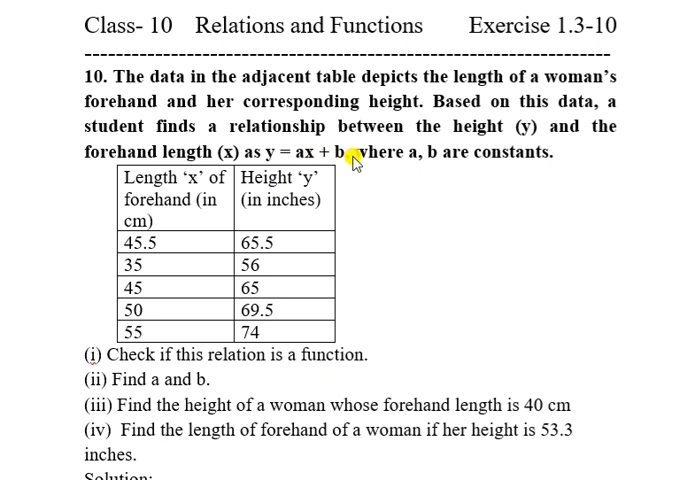 Class- 10 Relations and Functions Exercise 1.3-10
--------------------------------------------------------------------------------
10. The data in the adjacent table depicts the length of a woman's
forehand and her corresponding height. Based on this data, a
student finds a relationship between the height (y) and the
forehand length (x) as y = ax + b where a, b are constants.
Length 'x' of forehand (in cm) Height 'y' (in inches)
45.5 65.5
35 56
45 65
50 69.5
55 74
(i) Check if this relation is a function.
(ii) Find a and b.
(iii) Find the height of a woman whose forehand length is 40 cm
(iv) Find the length of forehand of a woman if her height is 53.3
inches.
Solution: